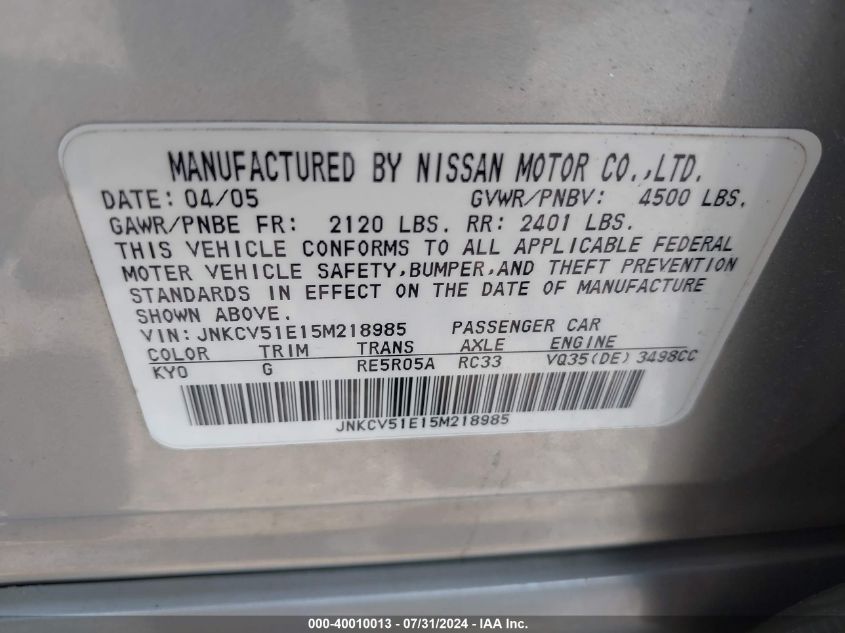 MANUFACTURED BY NISSAN MOTOR CO.,LTD.
DATE: 04/05 GVWR/PNBV: 4500 LBS.
GAWR/PNBE FR: 2120 LBS. RR: 2401 LBS.
THIS VEHICLE CONFORMS TO ALL APPLICABLE FEDERAL
MOTER VEHICLE SAFETY,BUMPER,AND THEFT PREVENTION
STANDARDS IN EFFECT ON THE DATE OF MANUFACTURE
SHOWN ABOVE.
VIN: JNKCV51E15M218985 PASSENGER CAR
COLOR TRIM TRANS AXLE ENGINE
KY0 G RE5R05A RC33 VQ35(DE) 3498CC
JNKCV51E15M218985
000-40010013 - 07/31/2024 - IAA Inc.